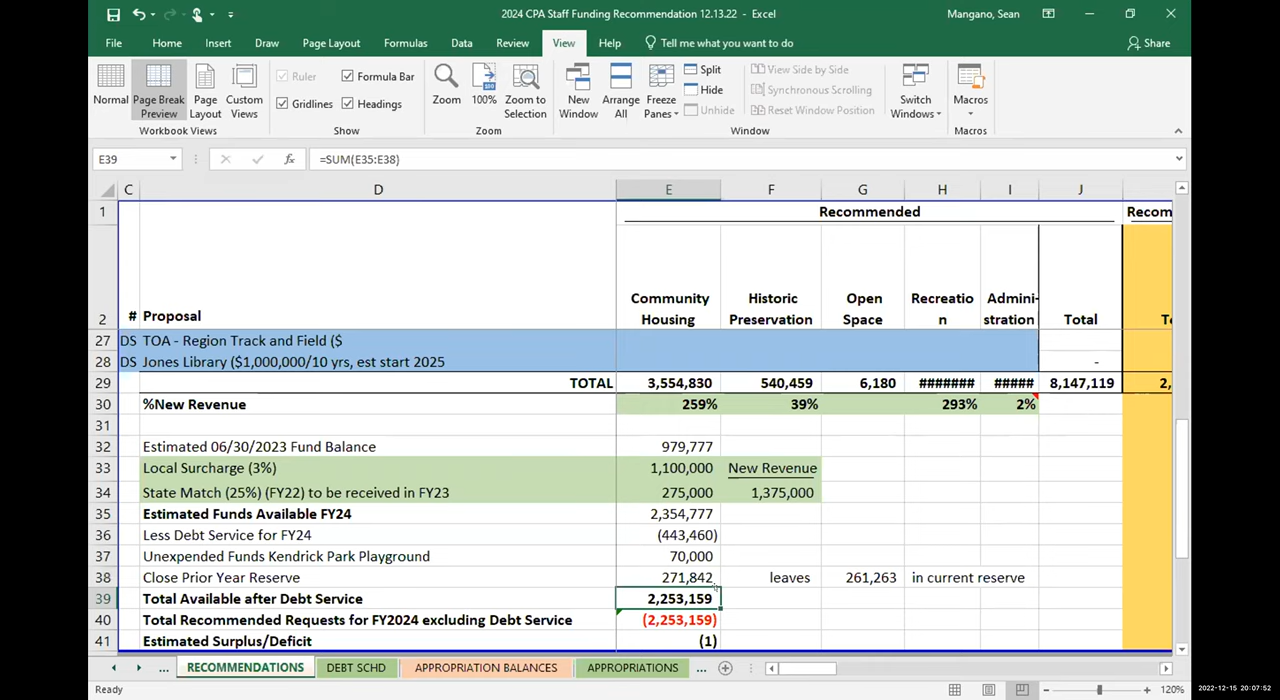 2024 CPA Staff Funding Recommendation 12.13.22 - Excel
Mangano, Sean
File Home Insert Draw Page Layout Formulas Data Review View Help Tell me what you want to do Share
Normal Page Break Preview Page Layout Custom Views
Workbook Views
Ruler Formula Bar
Gridlines Headings
Show
Zoom 100% Zoom to Selection
Zoom
New Window Arrange All Freeze Panes
Split
Hide
Unhide
View Side by Side
Synchronous Scrolling
Reset Window Position
Window
Switch Windows
Macros
Macros
E39 fx =SUM(E35:E38)
C D E F G H I J
1 Recommended Recom
2 # Proposal Community Housing Historic Preservation Open Space Recreatio n Admini- stration Total
27 DS TOA - Region Track and Field ($
28 DS Jones Library ($1,000,000/10 yrs, est start 2025 -
29 TOTAL 3,554,830 540,459 6,180 ####### ##### 8,147,119 2,
30 %New Revenue 259% 39% 293% 2%
31
32 Estimated 06/30/2023 Fund Balance 979,777
33 Local Surcharge (3%) 1,100,000 New Revenue
34 State Match (25%) (FY22) to be received in FY23 275,000 1,375,000
35 Estimated Funds Available FY24 2,354,777
36 Less Debt Service for FY24 (443,460)
37 Unexpended Funds Kendrick Park Playground 70,000
38 Close Prior Year Reserve 271,842 leaves 261,263 in current reserve
39 Total Available after Debt Service 2,253,159
40 Total Recommended Requests for FY2024 excluding Debt Service (2,253,159)
41 Estimated Surplus/Deficit (1)
... RECOMMENDATIONS DEBT SCHD APPROPRIATION BALANCES APPROPRIATIONS ...
Ready 120%
2022-12-15 20:07:52